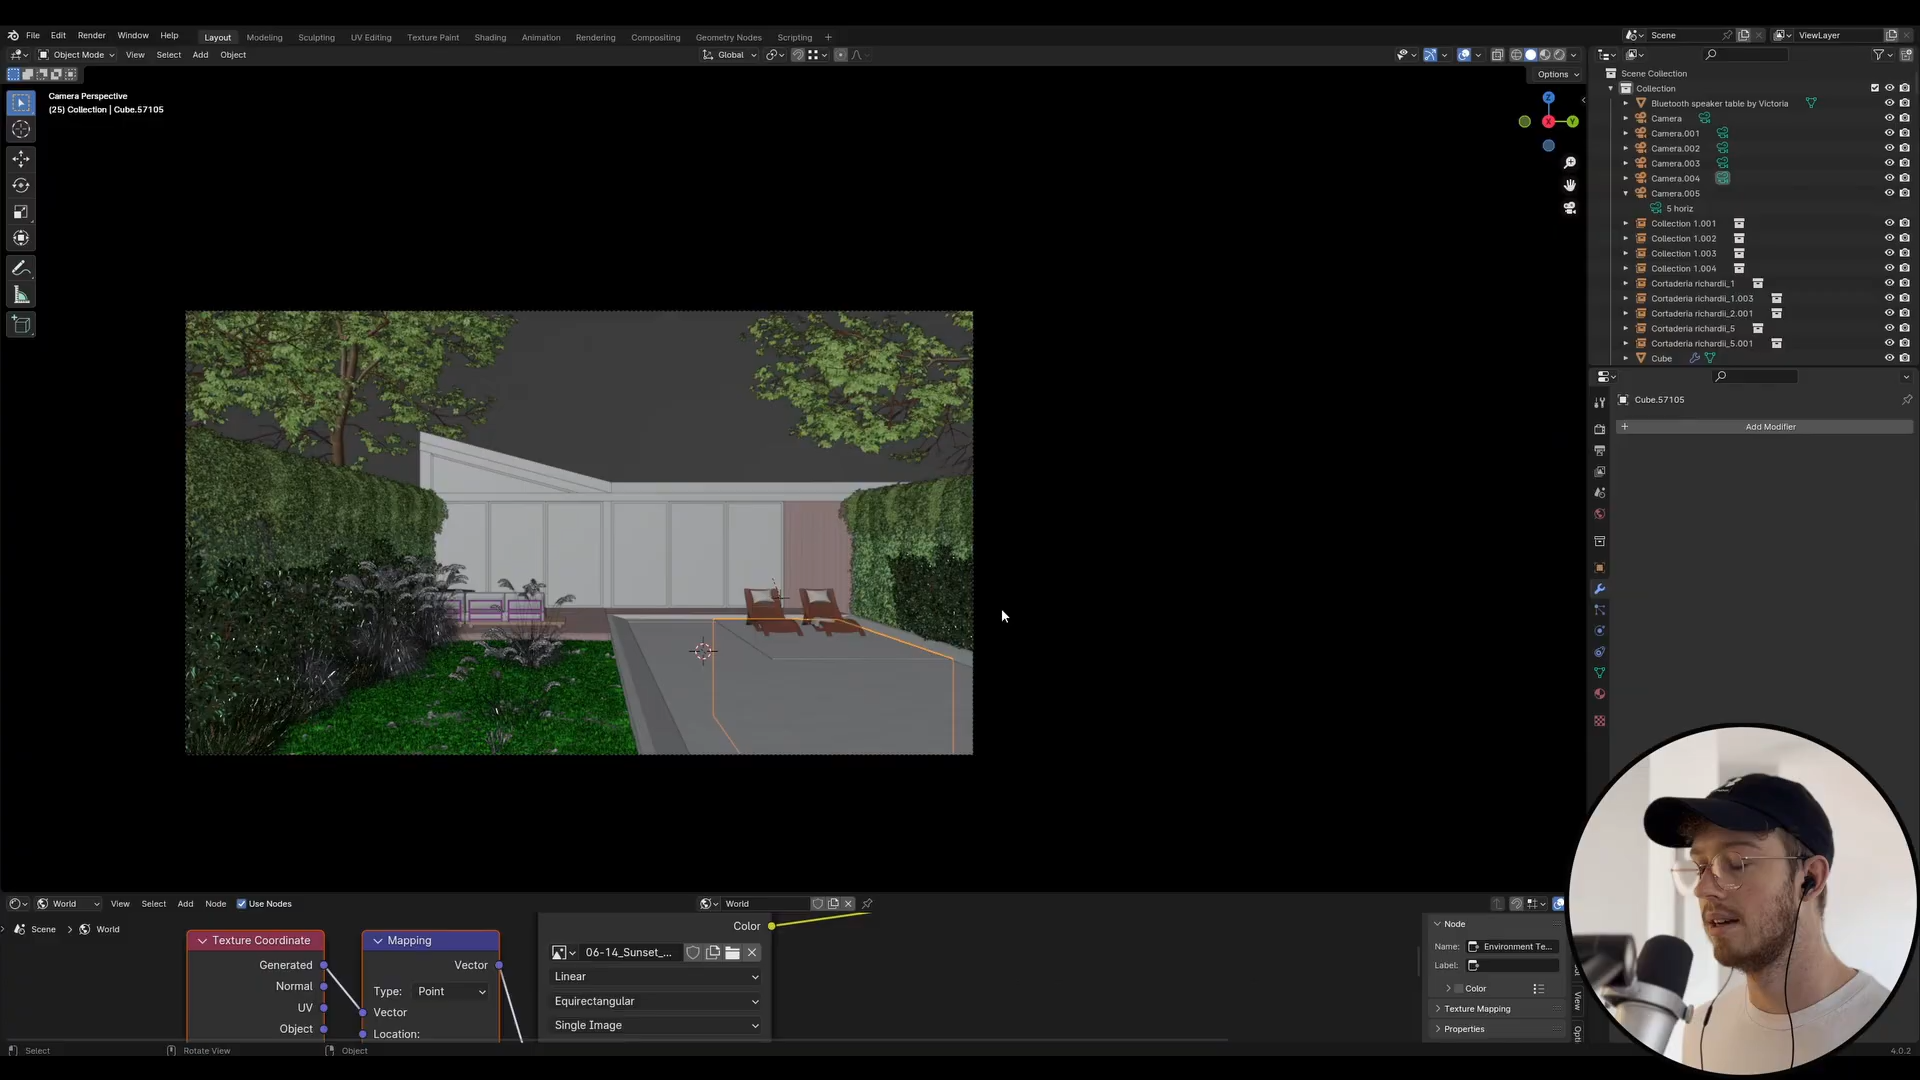 File Edit Render Window Help Layout Modeling Sculpting UV Editing Texture Paint Shading Animation Rendering Compositing Geometry Nodes Scripting + Scene ViewLayer
Object Mode View Select Add Object Global
Options
Camera Perspective
(25) Collection | Cube.57105
Z
X
Y
Scene Collection
Collection
Bluetooth speaker table by Victoria
Camera
Camera.001
Camera.002
Camera.003
Camera.004
Camera.005
5 horiz
Collection 1.001
Collection 1.002
Collection 1.003
Collection 1.004
Cortaderia richardii_1
Cortaderia richardii_1.003
Cortaderia richardii_2.001
Cortaderia richardii_5
Cortaderia richardii_5.001
Cube
Cube.57105
+ Add Modifier
World View Select Add Node Use Nodes World
Scene > World
Texture Coordinate
Generated
Normal
UV
Object
Mapping
Vector
Type: Point
Vector
Location:
Color
06-14_Sunset_...
Linear
Equirectangular
Single Image
Node
Name: Environment Te...
Label:
Color
Texture Mapping
Properties
View
Select Rotate View Object
4.0.2